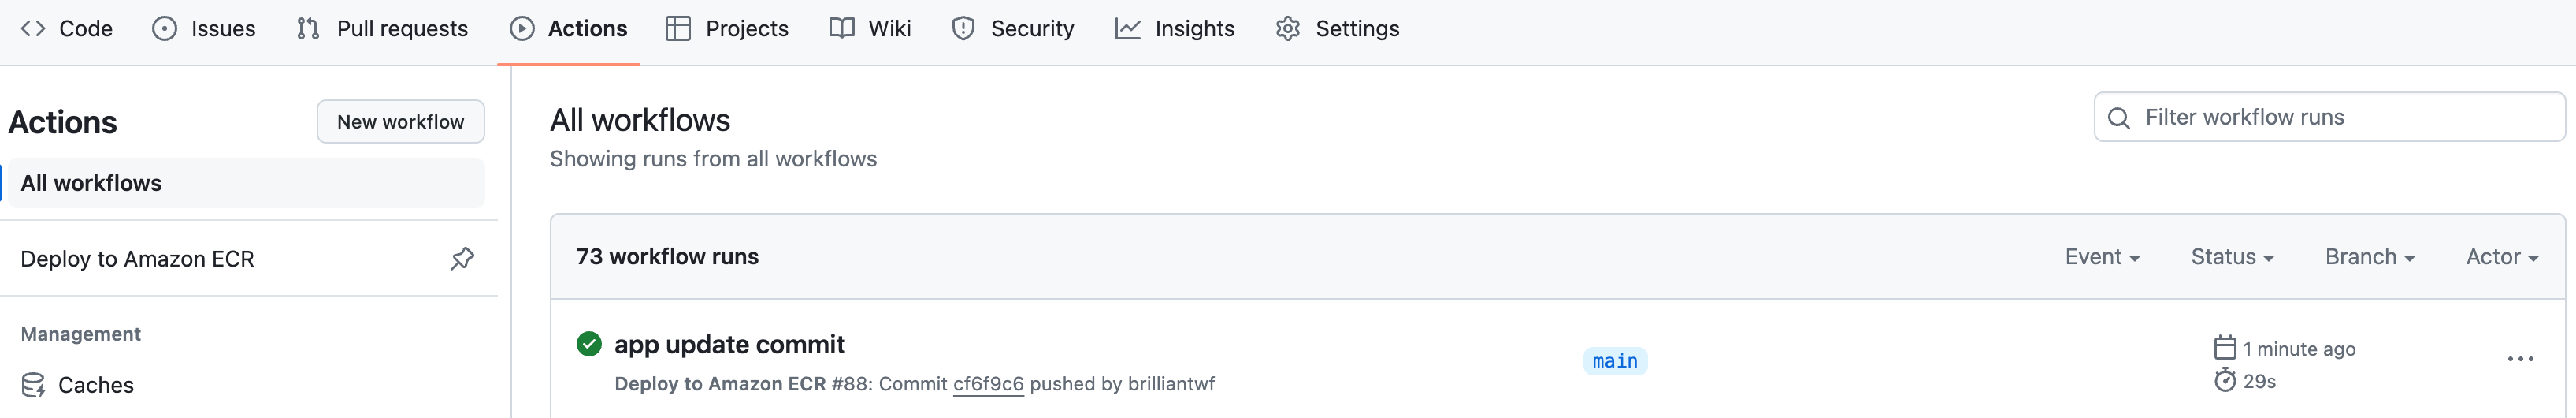 Code Issues Pull requests Actions Projects Wiki Security Insights Settings
Actions
New workflow
All workflows
Deploy to Amazon ECR
Management
Caches
All workflows
Showing runs from all workflows
Filter workflow runs
73 workflow runs
Event Status Branch Actor
app update commit
Deploy to Amazon ECR #88: Commit cf6f9c6 pushed by brilliantwf
main
1 minute ago
29s